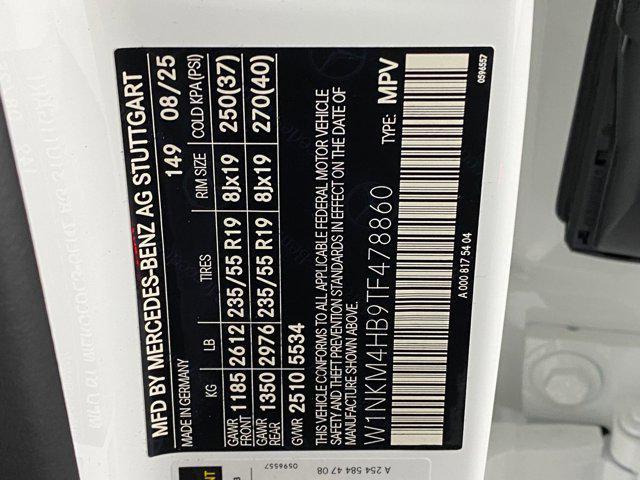 MFD BY MERCEDES-BENZ AG STUTTGART
MADE IN GERMANY 149 08/25
KG LB TIRES RIM SIZE COLD KPA(PSI)
GAWR FRONT 1185 2612 235/55 R19 8Jx19 250(37)
GAWR REAR 1350 2976 235/55 R19 8Jx19 270(40)
GVWR 2510 5534
THIS VEHICLE CONFORMS TO ALL APPLICABLE FEDERAL MOTOR VEHICLE
SAFETY AND THEFT PREVENTION STANDARDS IN EFFECT ON THE DATE OF
MANUFACTURE SHOWN ABOVE.
W1NKM4HB9TF478860 TYPE: MPV
A 000 817 54 04 0596557
0596557
A 254 584 47 08